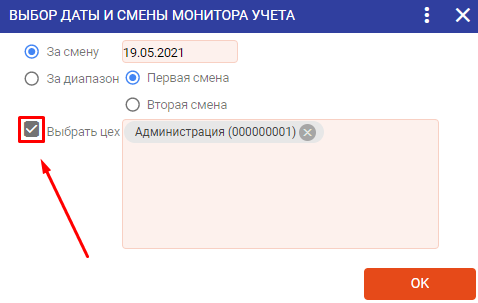 ВЫБОР ДАТЫ И СМЕНЫ МОНИТОРА УЧЕТА
За смену 19.05.2021
За диапазон Первая смена
Вторая смена
Выбрать цех Администрация (000000001)
OK